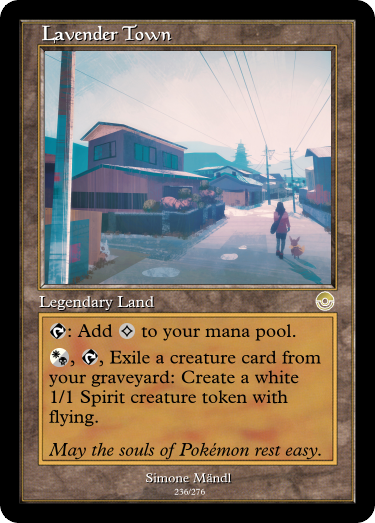 Lavender Town
Legendary Land
: Add to your mana pool.
, , Exile a creature card from
your graveyard: Create a white
1/1 Spirit creature token with
flying.
May the souls of Pokémon rest easy.
Simone Mändl
236/276